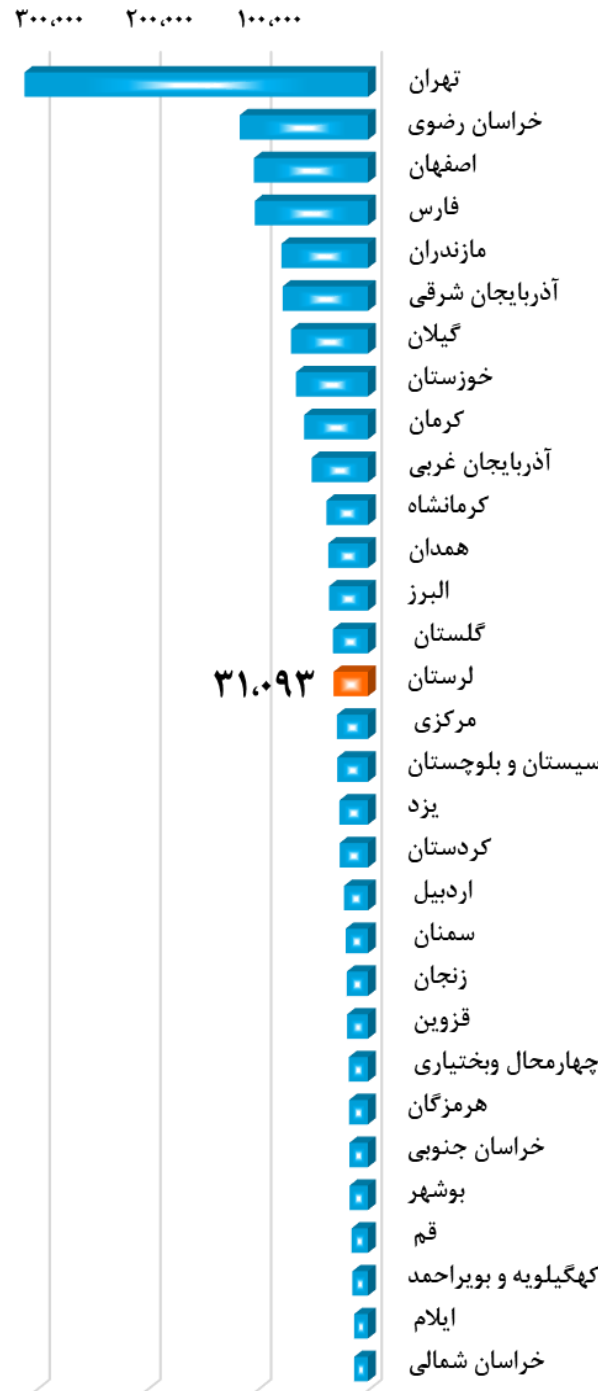 ۳۰۰،۰۰۰ ۲۰۰،۰۰۰ ۱۰۰،۰۰۰
تهران
خراسان رضوی
اصفهان
فارس
مازندران
آذربایجان شرقی
گیلان
خوزستان
کرمان
آذربایجان غربی
کرمانشاه
همدان
البرز
گلستان
لرستان ۳۱،۰۹۳
مرکزی
سیستان و بلوچستان
یزد
کردستان
اردبیل
سمنان
زنجان
قزوین
چهارمحال وبختیاری
هرمزگان
خراسان جنوبی
بوشهر
قم
کهگیلویه و بویراحمد
ایلام
خراسان شمالی